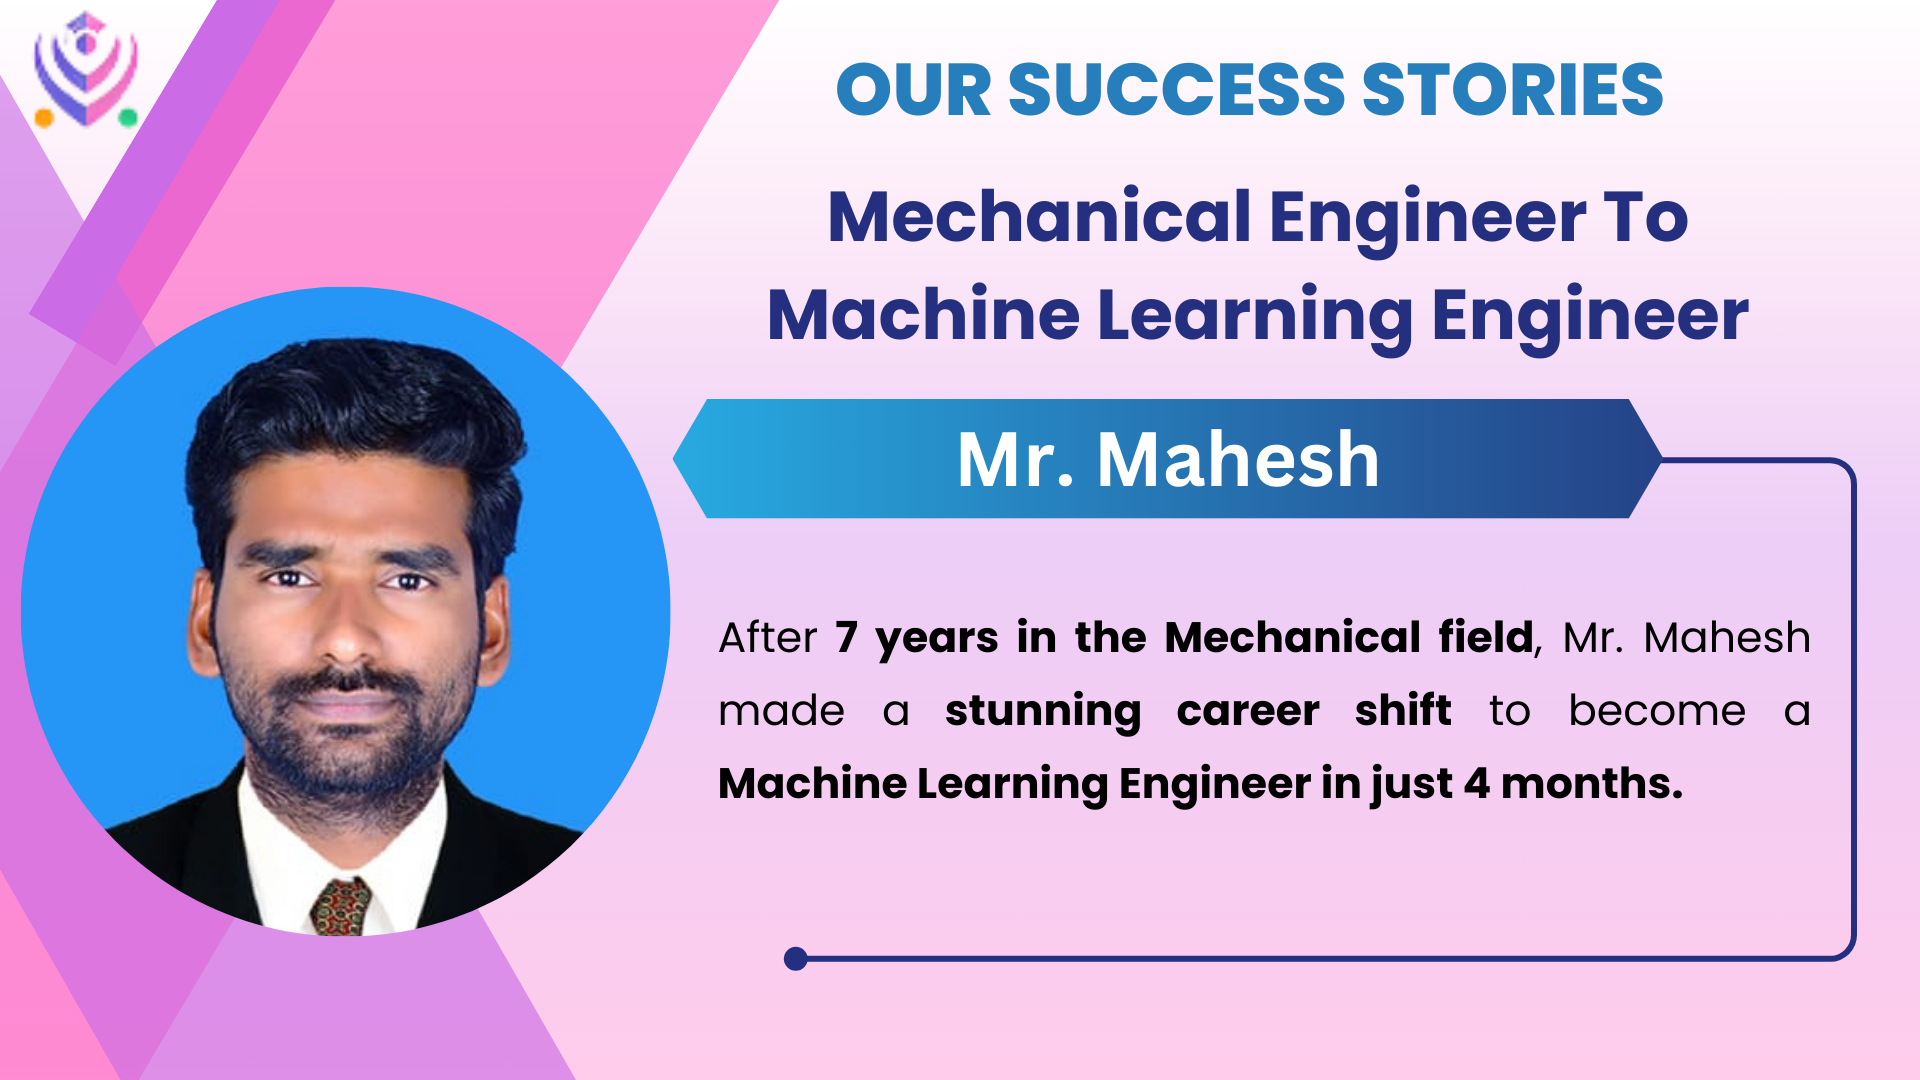 OUR SUCCESS STORIES
Mechanical Engineer To
Machine Learning Engineer
Mr. Mahesh
After 7 years in the Mechanical field, Mr. Mahesh
made a stunning career shift to become a
Machine Learning Engineer in just 4 months.